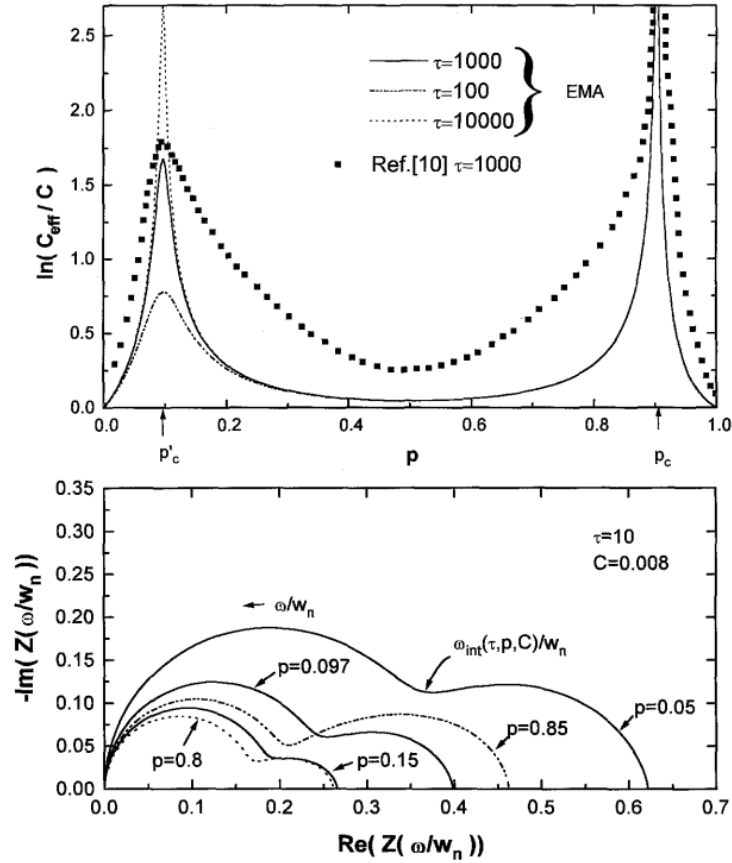 ln( C_eff / C )
2.5
2.0
1.5
1.0
0.5
0.0
τ=1000
τ=100
τ=10000
EMA
Ref.[10] τ=1000
0.0 0.2 0.4 0.6 0.8 1.0
p'_c p p_c
-Im( Z( ω/w_n ))
0.35
0.30
0.25
0.20
0.15
0.10
0.05
0.00
τ=10
C=0.008
ω/w_n
ω_int(τ,p,C)/w_n
p=0.097
p=0.05
p=0.85
p=0.8
p=0.15
0.0 0.1 0.2 0.3 0.4 0.5 0.6 0.7
Re( Z( ω/w_n ))